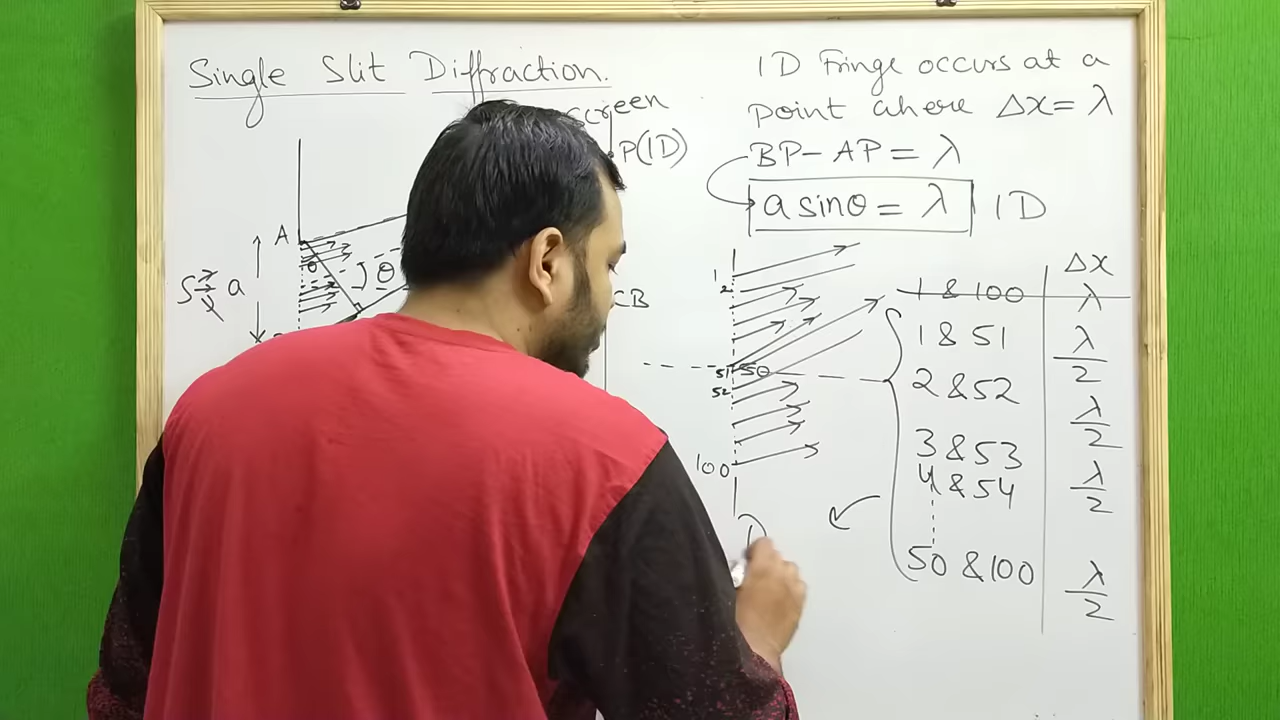 Single Slit Diffraction.
screen
P(1D)
A
θ
θ
a
CB
1D Fringe occurs at a
point where Δx = λ
BP - AP = λ
a sinθ = λ 1D
1
2
51 50
52
100
D
Δx
1 & 100 λ
1 & 51 λ/2
2 & 52 λ/2
3 & 53
4 & 54 λ/2
50 & 100 λ/2